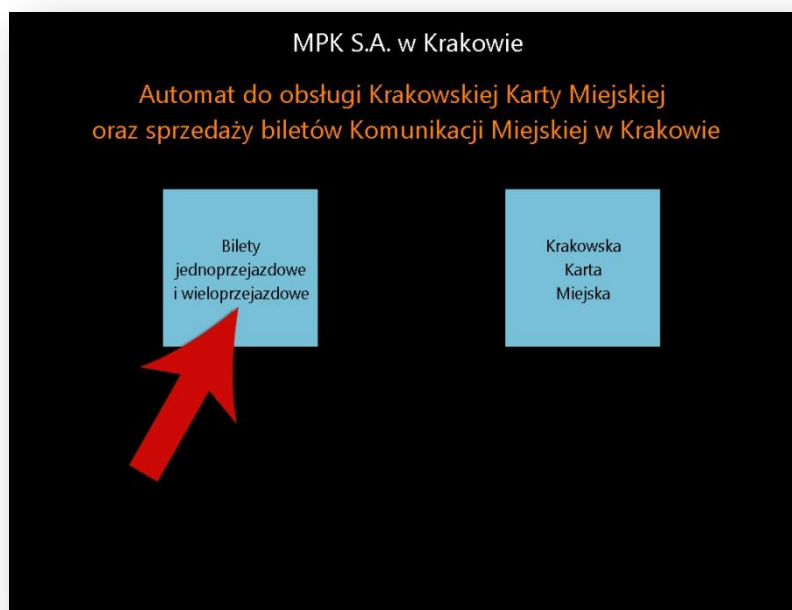 MPK S.A. w Krakowie
Automat do obsługi Krakowskiej Karty Miejskiej
oraz sprzedaży biletów Komunikacji Miejskiej w Krakowie
Bilety
jednoprzejazdowe
i wieloprzejazdowe
Krakowska
Karta
Miejska